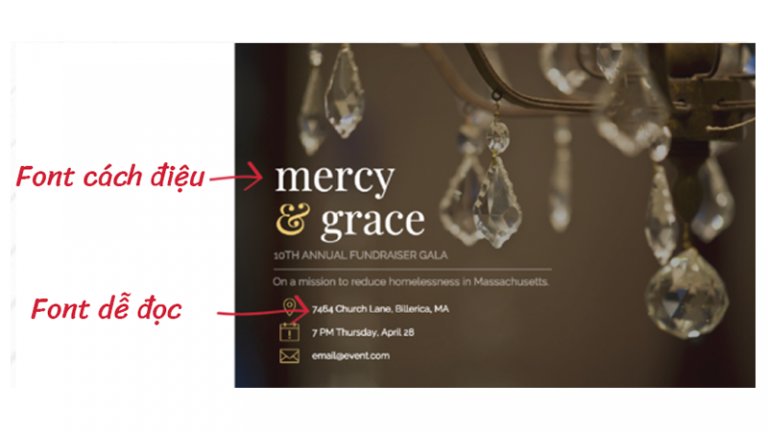 Font cách điệu
mercy
& grace
10TH ANNUAL FUNDRAISER GALA
On a mission to reduce homelessness in Massachusetts.
Font dễ đọc
7464 Church Lane, Billerica, MA
7 PM Thursday, April 28
email@event.com